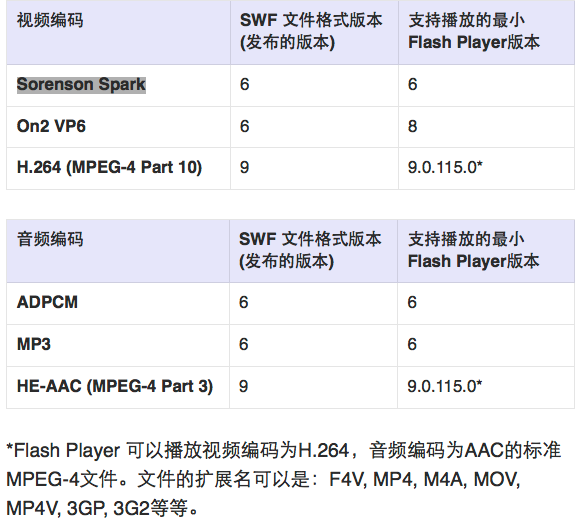 视频编码 SWF 文件格式版本 支持播放的最小
(发布的版本) Flash Player版本
Sorenson Spark 6 6
On2 VP6 6 8
H.264 (MPEG-4 Part 10) 9 9.0.115.0*
音频编码 SWF 文件格式版本 支持播放的最小
(发布的版本) Flash Player版本
ADPCM 6 6
MP3 6 6
HE-AAC (MPEG-4 Part 3) 9 9.0.115.0*
*Flash Player 可以播放视频编码为H.264，音频编码为AAC的标准
MPEG-4文件。文件的扩展名可以是：F4V, MP4, M4A, MOV,
MP4V, 3GP, 3G2等等。